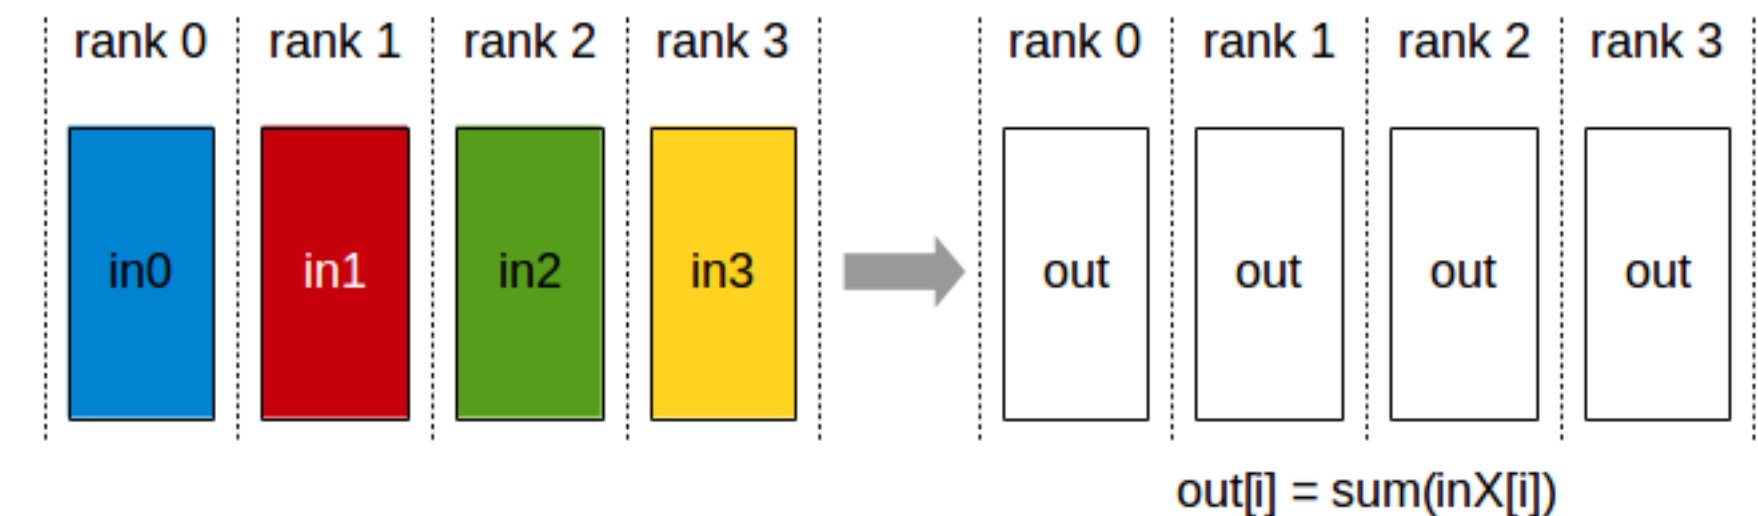 rank 0 rank 1 rank 2 rank 3 rank 0 rank 1 rank 2 rank 3
in0 in1 in2 in3 out out out out
out[i] = sum(inX[i])